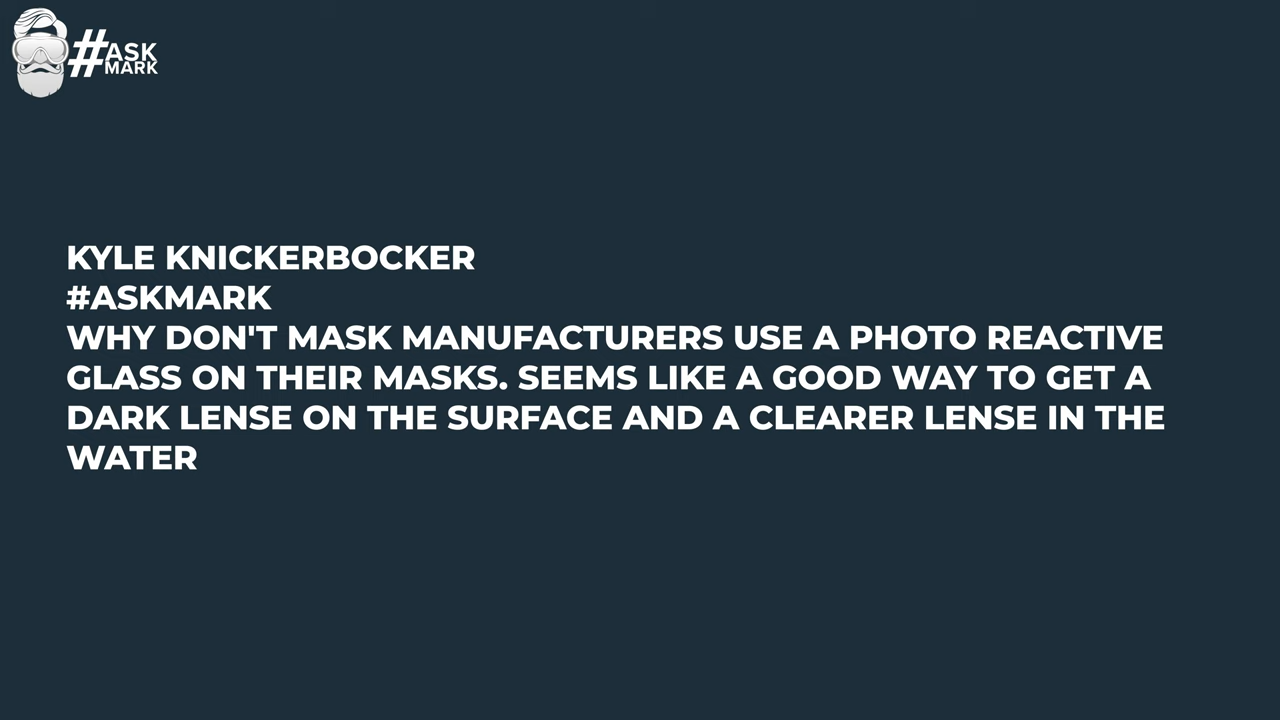 #ASK
MARK
KYLE KNICKERBOCKER
#ASKMARK
WHY DON'T MASK MANUFACTURERS USE A PHOTO REACTIVE
GLASS ON THEIR MASKS. SEEMS LIKE A GOOD WAY TO GET A
DARK LENSE ON THE SURFACE AND A CLEARER LENSE IN THE
WATER